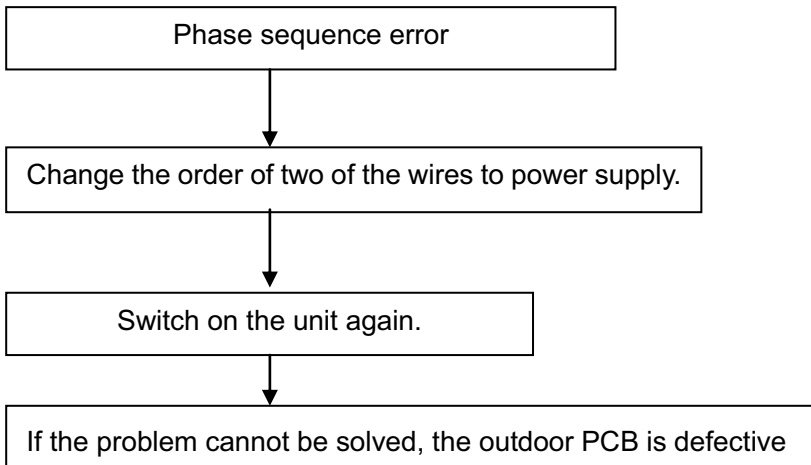 Phase sequence error
Change the order of two of the wires to power supply.
Switch on the unit again.
If the problem cannot be solved, the outdoor PCB is defective